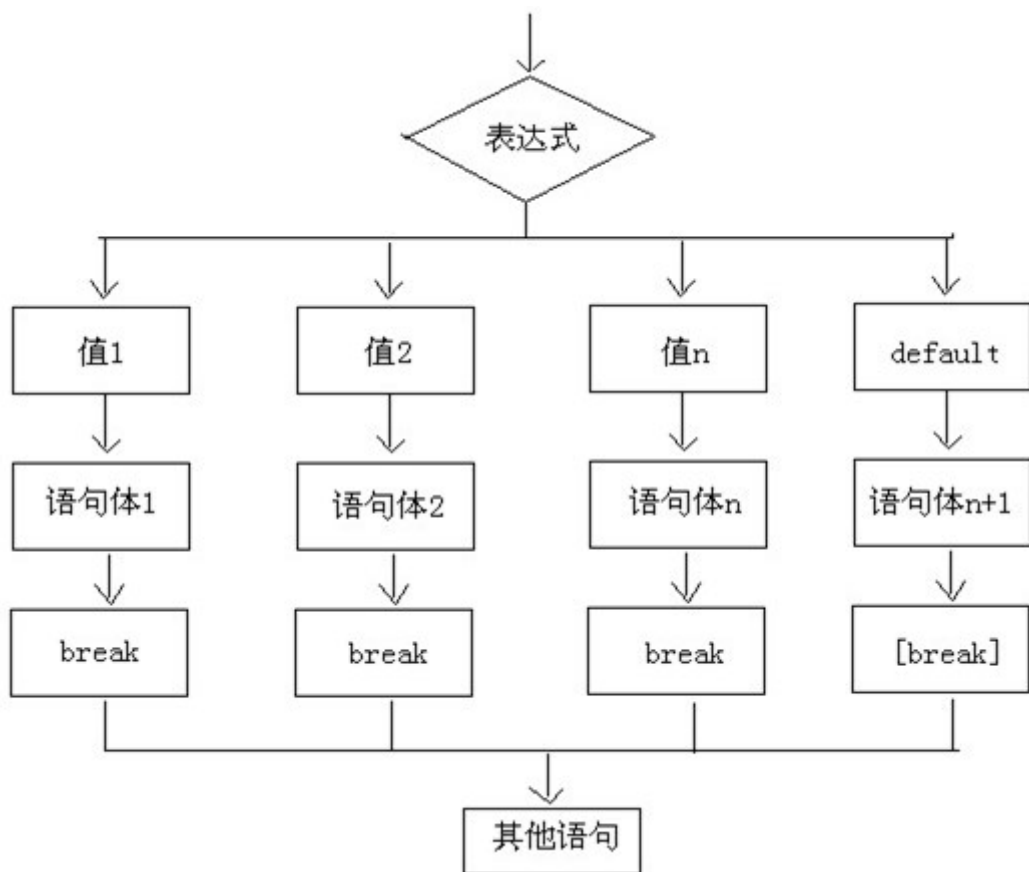 表达式
值1
值2
值n
default
语句体1
语句体2
语句体n
语句体n+1
break
break
break
[break]
其他语句